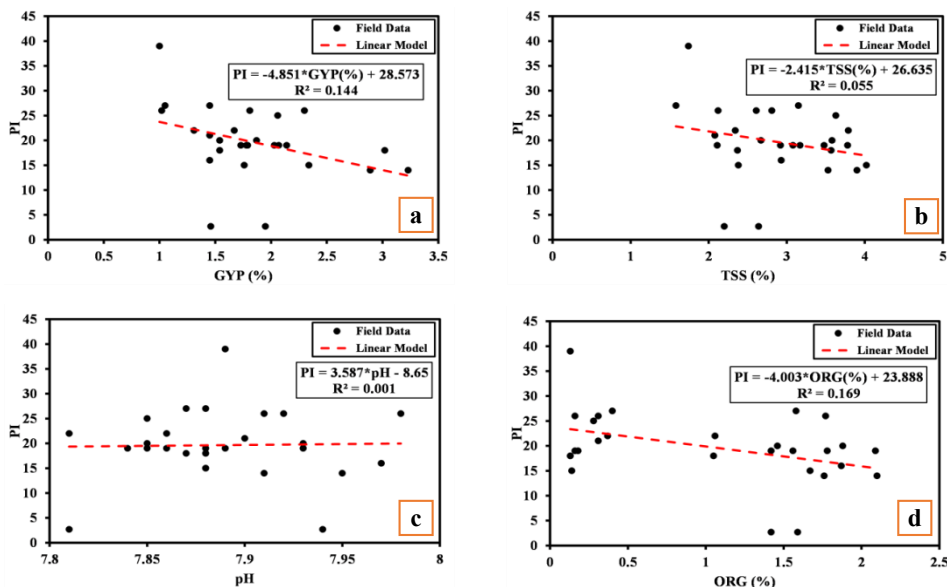 45
40
35
30
25
20
15
10
5
0
PI
Field Data
Linear Model
PI = -4.851*GYP(%) + 28.573
R² = 0.144
a
0 0.5 1 1.5 2 2.5 3 3.5
GYP (%)
45
40
35
30
25
20
15
10
5
0
PI
Field Data
Linear Model
PI = -2.415*TSS(%) + 26.635
R² = 0.055
b
0 1 2 3 4 5
TSS (%)
45
40
35
30
25
20
15
10
5
0
PI
Field Data
Linear Model
PI = 3.587*pH - 8.65
R² = 0.001
c
7.8 7.85 7.9 7.95 8
pH
45
40
35
30
25
20
15
10
5
0
PI
Field Data
Linear Model
PI = -4.003*ORG(%) + 23.888
R² = 0.169
d
0 0.5 1 1.5 2 2.5
ORG (%)